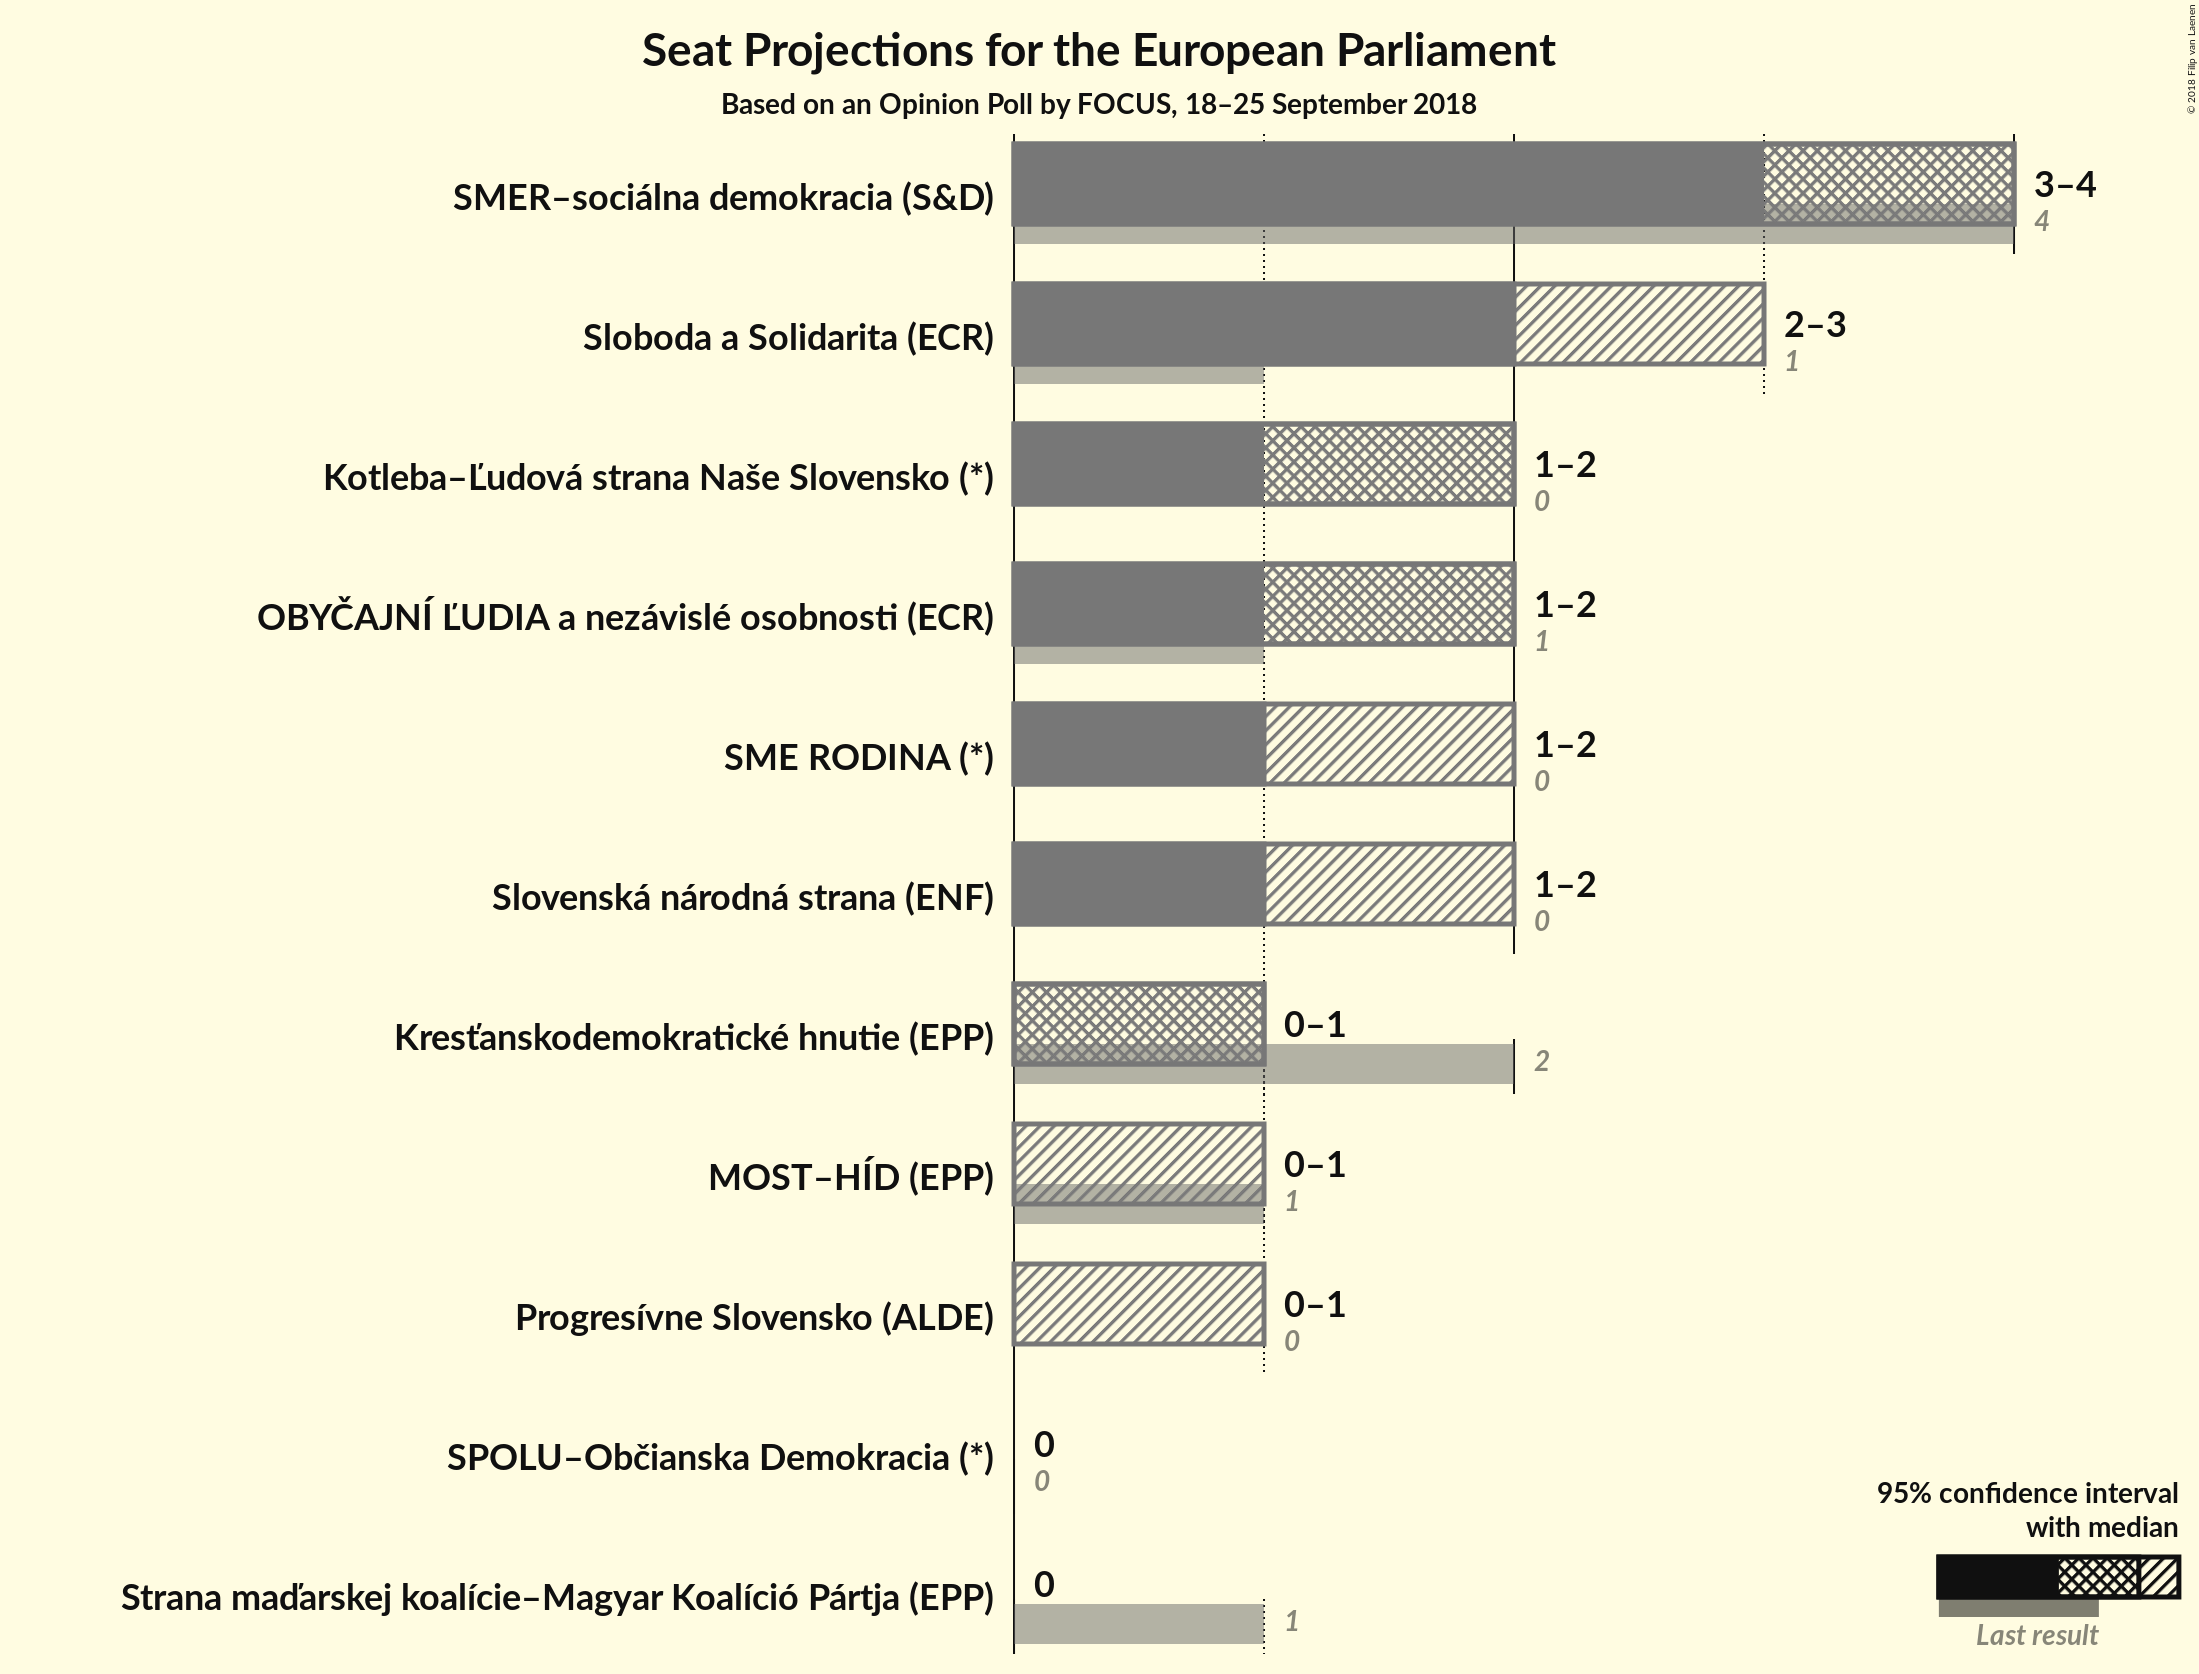 Seat Projections for the European Parliament
Based on an Opinion Poll by FOCUS, 18–25 September 2018
© 2018 Filip van Laenen
SMER–sociálna demokracia (S&D)
3–4
4
Sloboda a Solidarita (ECR)
2–3
1
Kotleba–Ľudová strana Naše Slovensko (*)
1–2
0
OBYČAJNÍ ĽUDIA a nezávislé osobnosti (ECR)
1–2
1
SME RODINA (*)
1–2
0
Slovenská národná strana (ENF)
1–2
0
Kresťanskodemokratické hnutie (EPP)
0–1
2
MOST–HÍD (EPP)
0–1
1
Progresívne Slovensko (ALDE)
0–1
0
SPOLU–Občianska Demokracia (*)
0
0
Strana maďarskej koalície–Magyar Koalíció Pártja (EPP)
0
1
95% confidence interval
with median
Last result